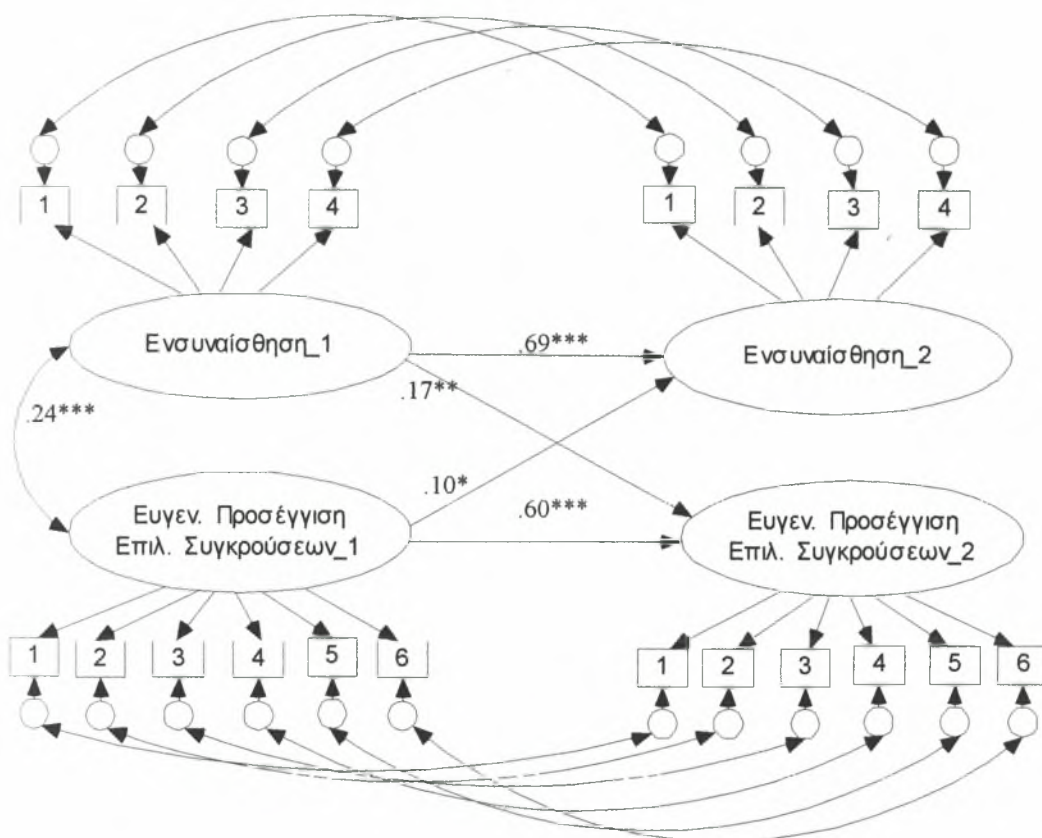 1 2 3 4 1 2 3 4
Ενσυναίσθηση_1
Ενσυναίσθηση_2
.69***
.17**
.24***
.10*
.60***
Ευγεν. Προσέγγιση
Επιλ. Συγκρούσεων_1
Ευγεν. Προσέγγιση
Επιλ. Συγκρούσεων_2
1 2 3 4 5 6 1 2 3 4 5 6